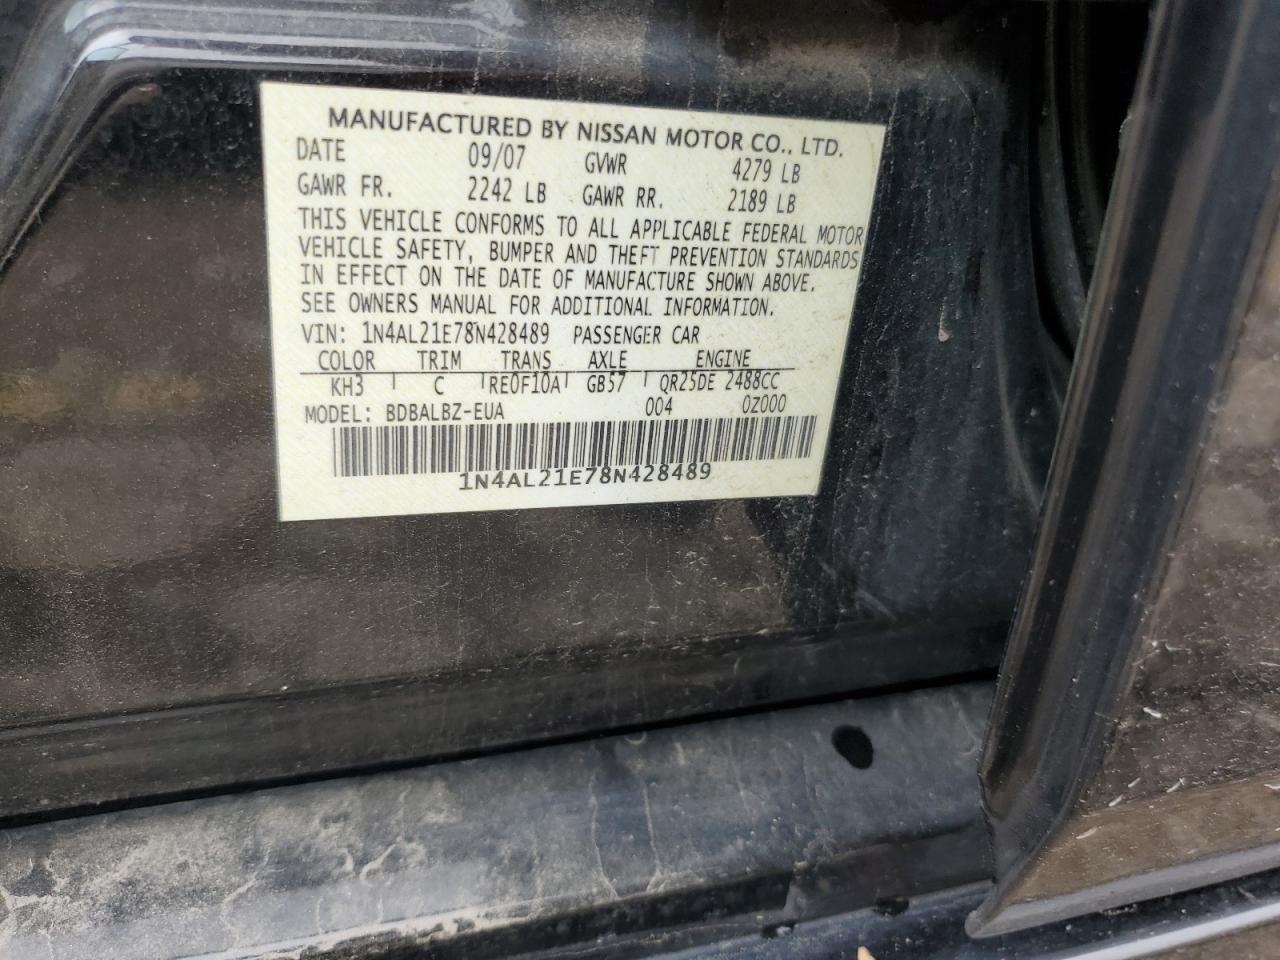 MANUFACTURED BY NISSAN MOTOR CO., LTD.
DATE 09/07 GVWR 4279 LB
GAWR FR. 2242 LB GAWR RR. 2189 LB
THIS VEHICLE CONFORMS TO ALL APPLICABLE FEDERAL MOTOR
VEHICLE SAFETY, BUMPER AND THEFT PREVENTION STANDARDS
IN EFFECT ON THE DATE OF MANUFACTURE SHOWN ABOVE.
SEE OWNERS MANUAL FOR ADDITIONAL INFORMATION.
VIN: 1N4AL21E78N428489 PASSENGER CAR
COLOR TRIM TRANS AXLE ENGINE
KH3 C RE0F10A GB57 QR25DE 2488CC
MODEL: BDBALBZ-EUA 004 0Z000
1N4AL21E78N428489